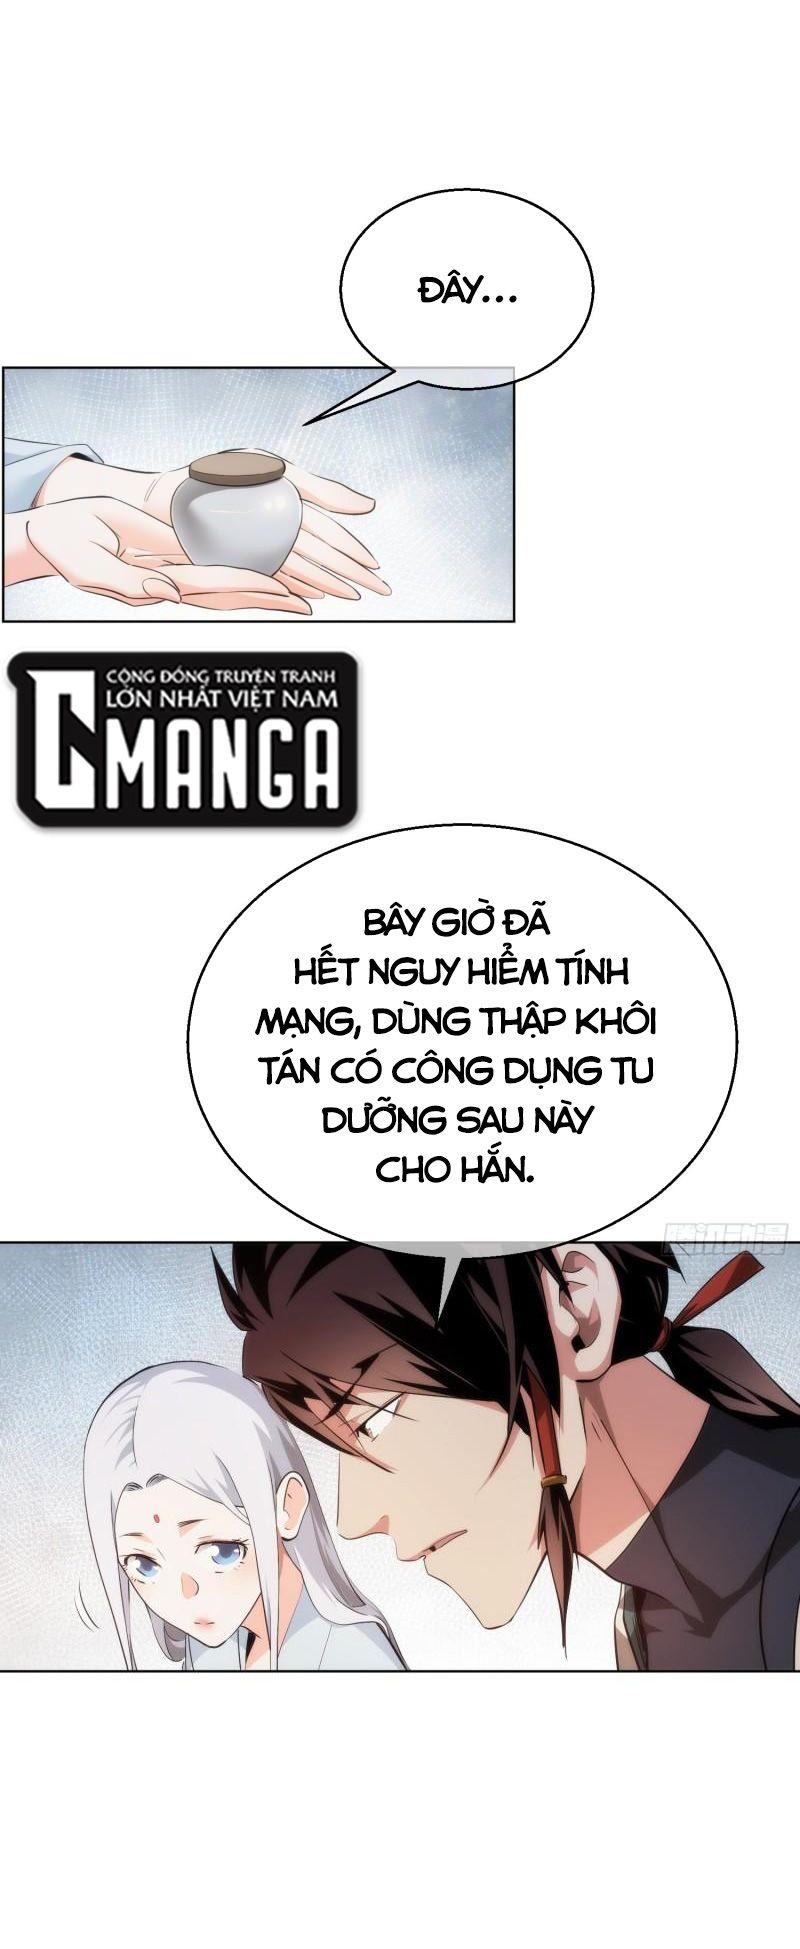 ĐÂY...
CỘNG ĐỒNG TRUYỆN TRANH
LỚN NHẤT VIỆT NAM
CMANGA
BÂY GIỜ ĐÃ
HẾT NGUY HIỂM TÍNH
MẠNG, DÙNG THẬP KHÔI
TÁN CÓ CÔNG DỤNG TU
DƯỠNG SAU NÀY
CHO HẮN.